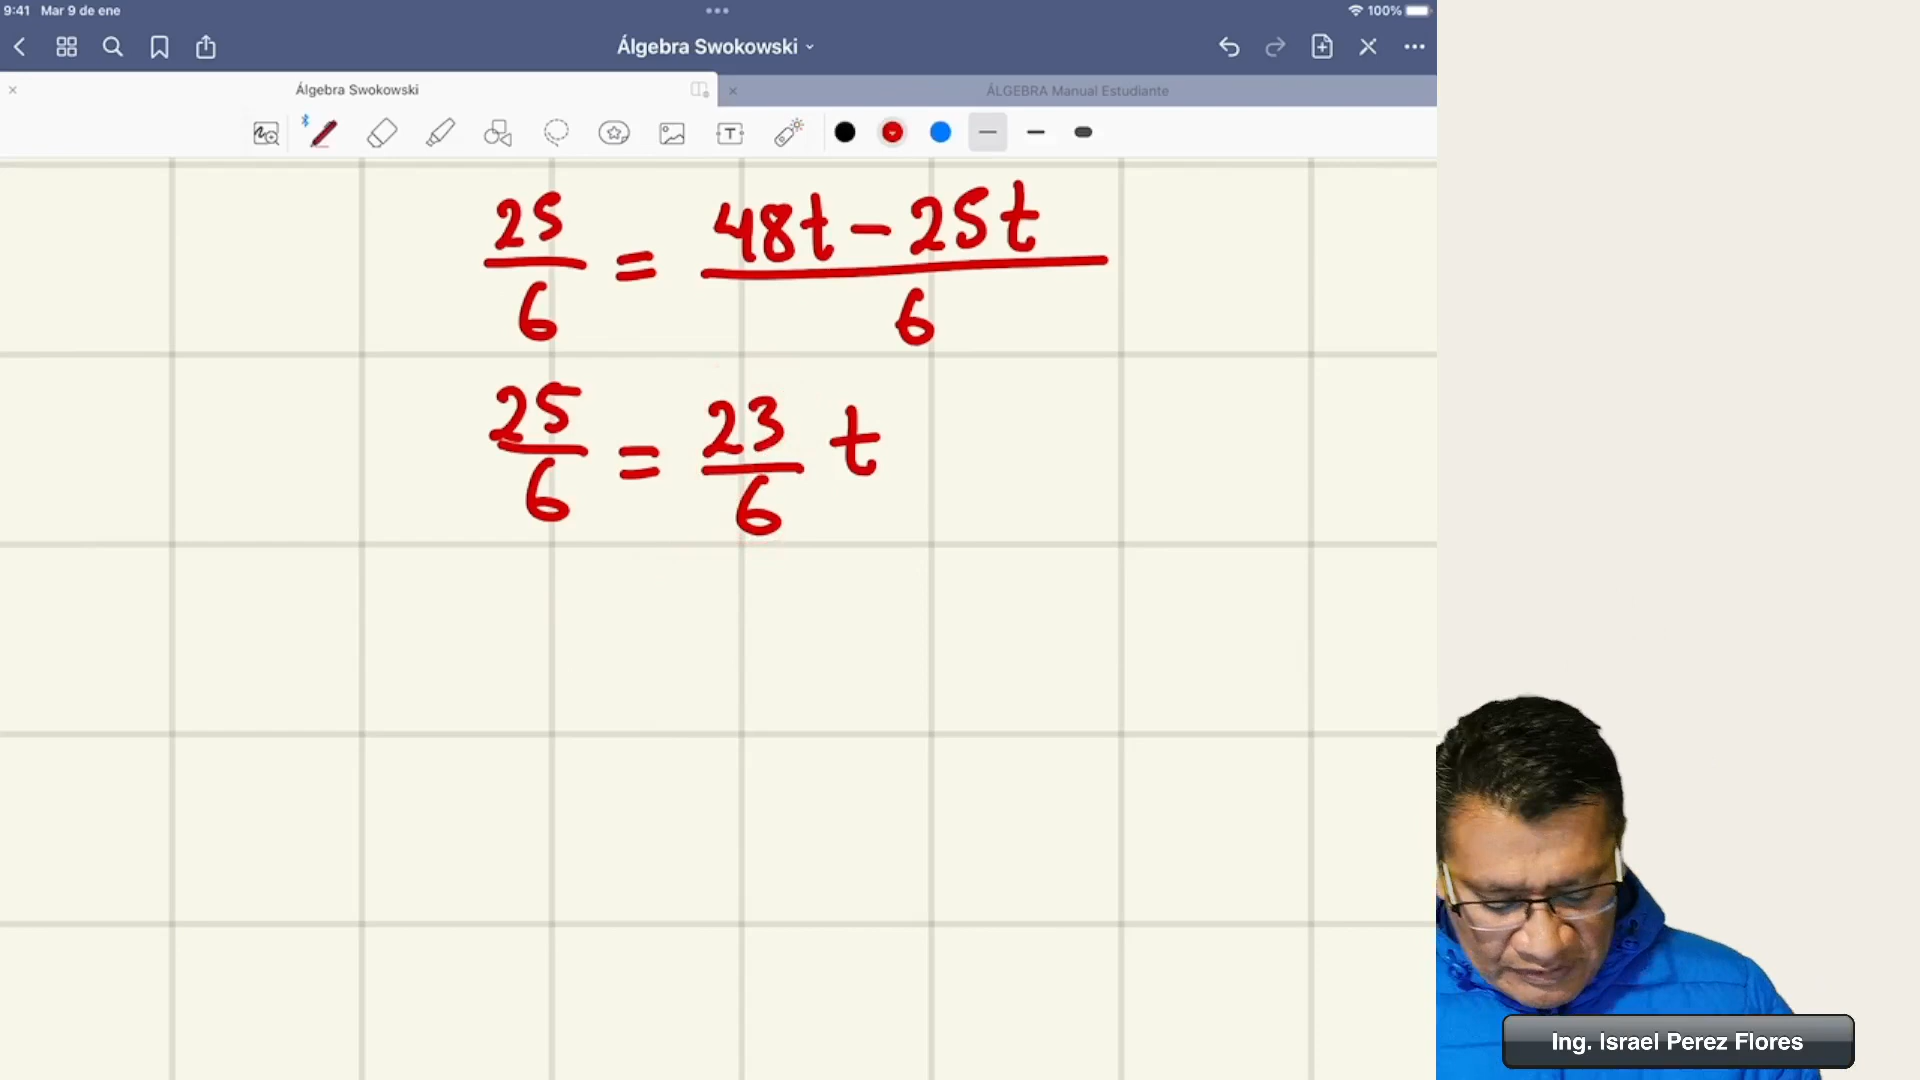 9:41 Mar 9 de ene
100%
Álgebra Swokowski
Álgebra Swokowski
ÁLGEBRA Manual Estudiante
T
25/6 = (48t - 25t)/6
25/6 = 23/6 t
Ing. Israel Perez Flores